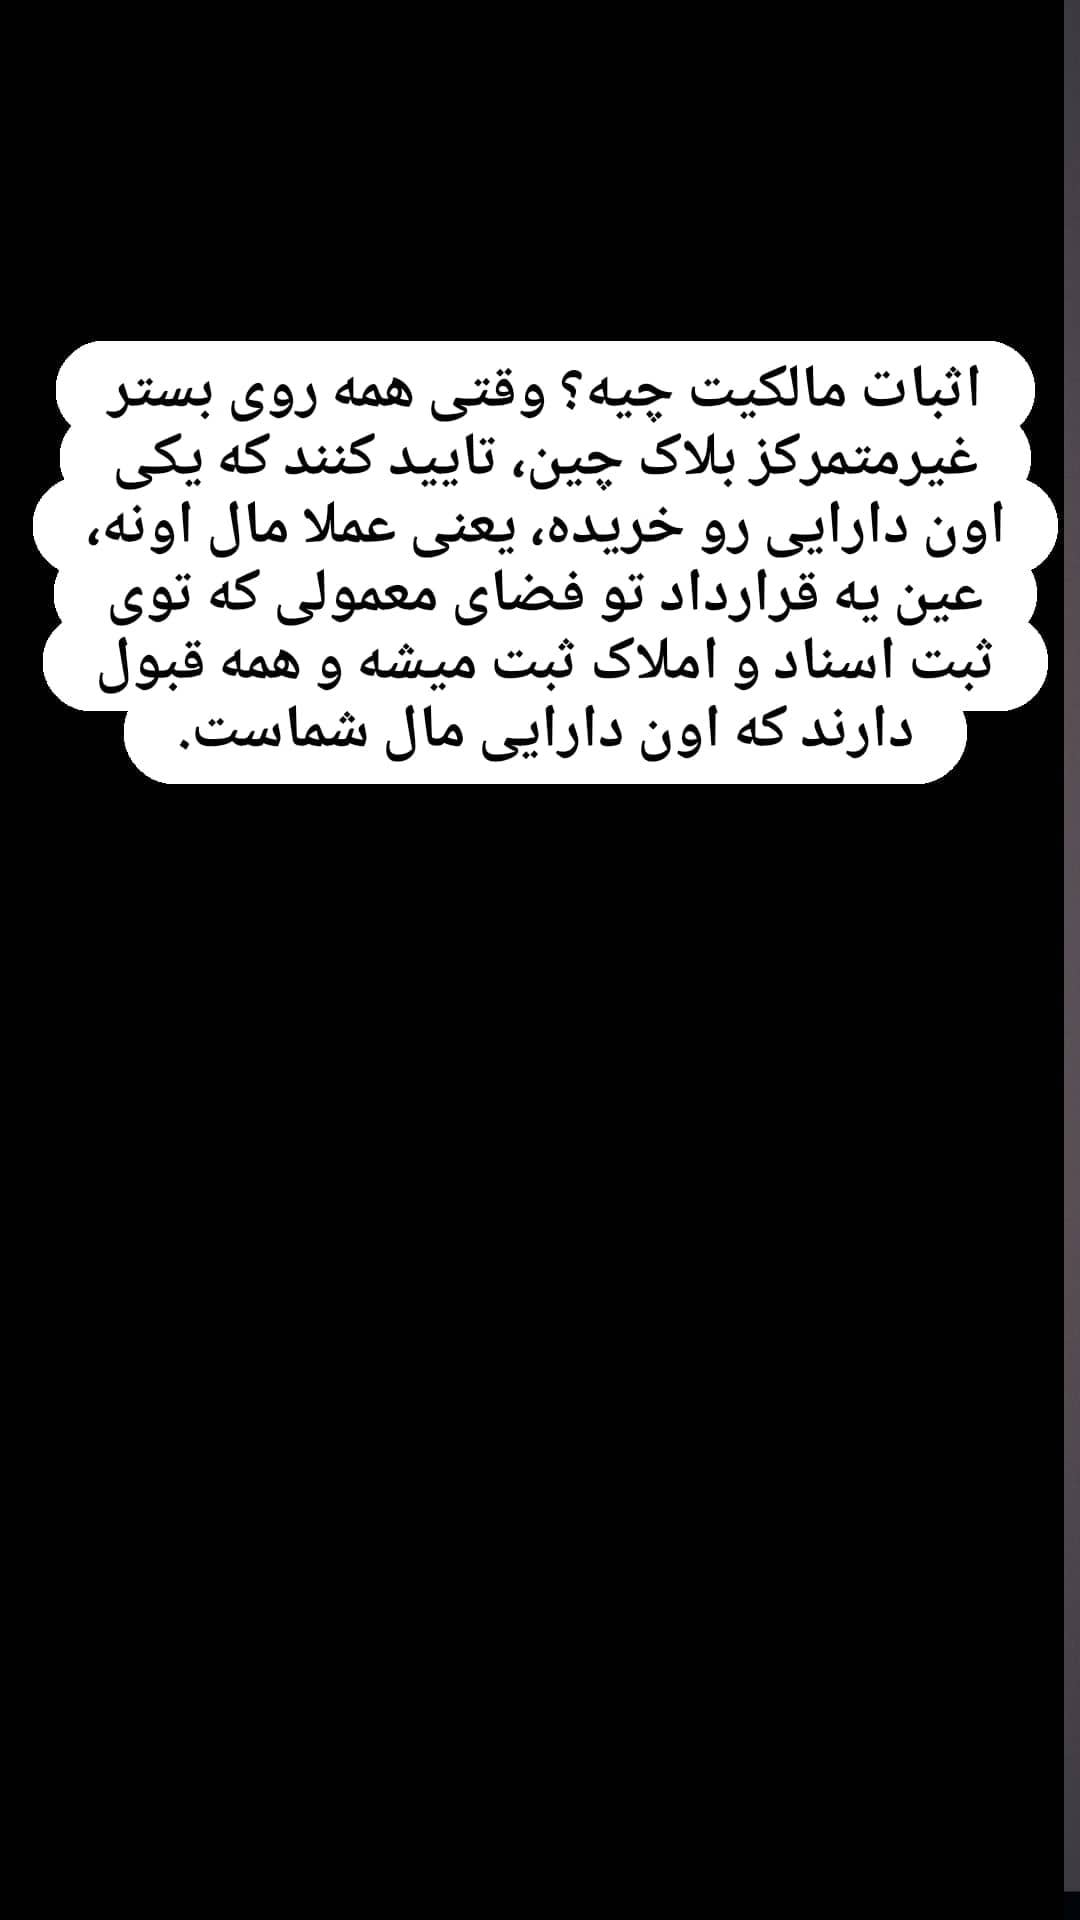 اثبات مالکیت چیه؟ وقتی همه روی بستر
غیرمتمرکز بلاک چین، تایید کنند که یکی
اون دارایی رو خریده، یعنی عملا مال اونه،
عین یه قرارداد تو فضای معمولی که توی
ثبت اسناد و املاک ثبت میشه و همه قبول
دارند که اون دارایی مال شماست.